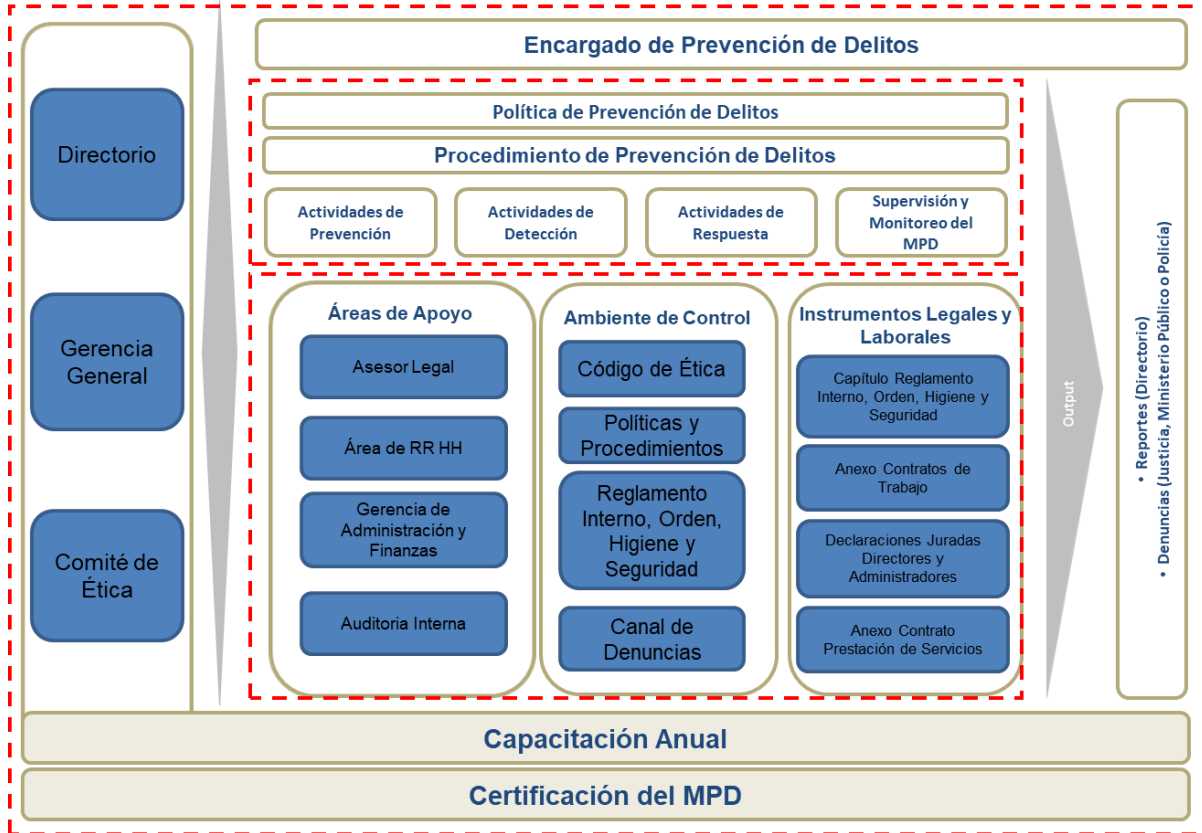 Encargado de Prevención de Delitos
Directorio
Gerencia
General
Comité de
Ética
Política de Prevención de Delitos
Procedimiento de Prevención de Delitos
Actividades de
Prevención
Actividades de
Detección
Actividades de
Respuesta
Supervisión y
Monitoreo del
MPD
Áreas de Apoyo
Asesor Legal
Área de RR HH
Gerencia de
Administración y
Finanzas
Auditoria Interna
Ambiente de Control
Código de Ética
Políticas y
Procedimientos
Reglamento
Interno, Orden,
Higiene y
Seguridad
Canal de
Denuncias
Instrumentos Legales y
Laborales
Capítulo Reglamento
Interno, Orden, Higiene y
Seguridad
Anexo Contratos de
Trabajo
Declaraciones Juradas
Directores y
Administradores
Anexo Contrato
Prestación de Servicios
Output
• Reportes (Directorio)
• Denuncias (Justicia, Ministerio Público o Policía)
Capacitación Anual
Certificación del MPD